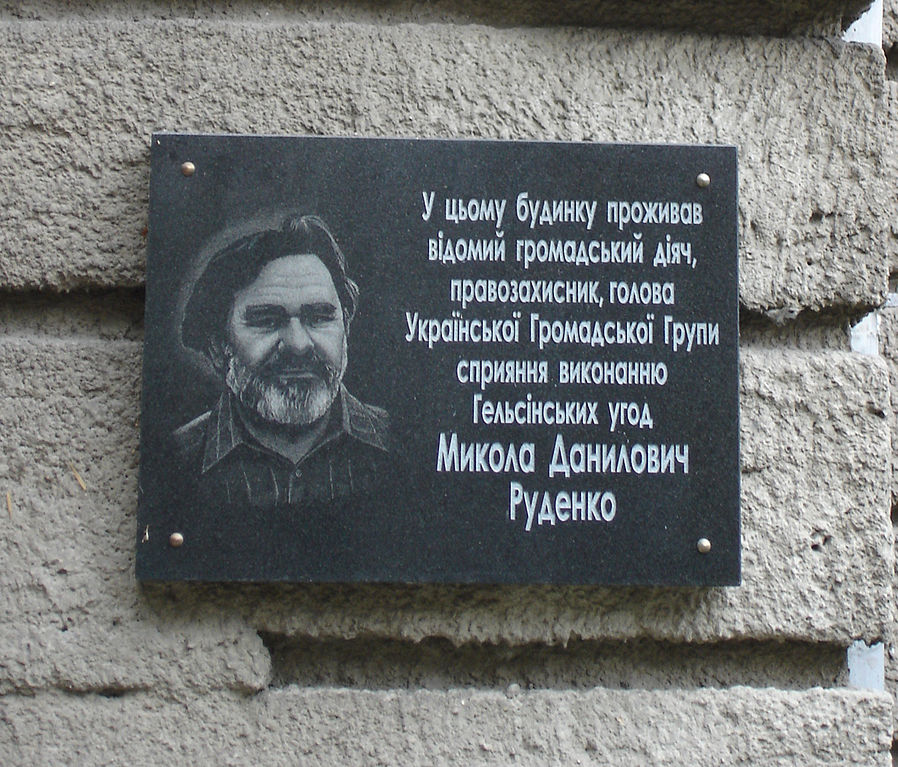 У цьому будинку проживав
відомий громадський діяч,
правозахисник, голова
Української Громадської Групи
сприяння виконанню
Гельсінських угод
Микола Данилович
Руденко